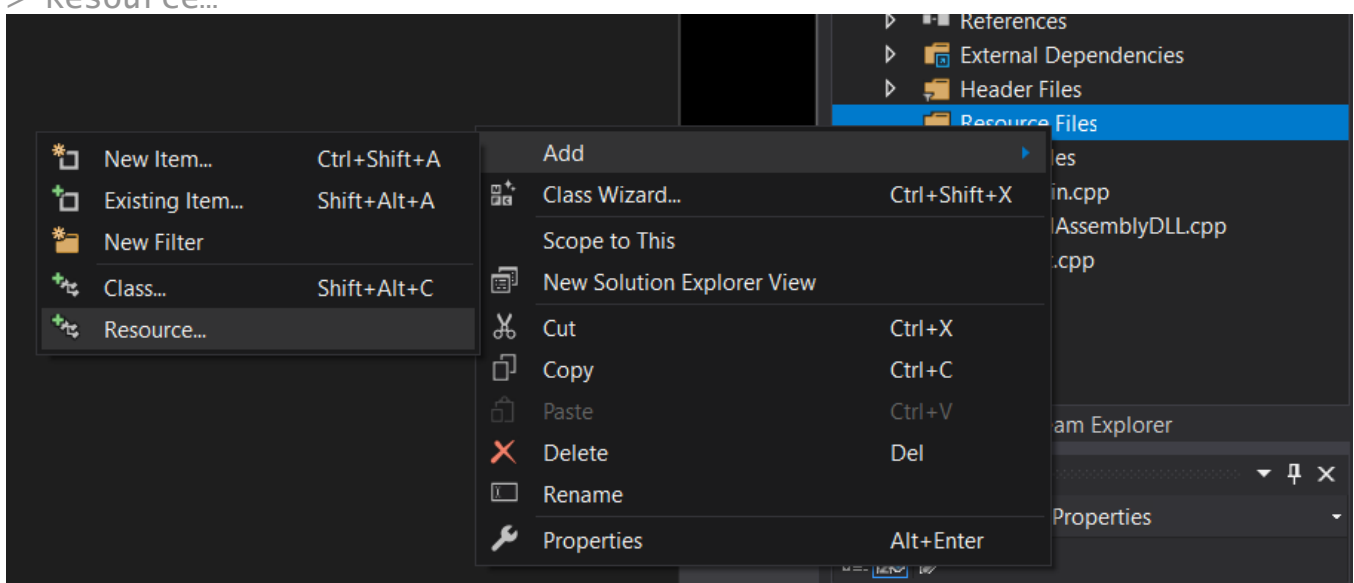 > Resource…
References
External Dependencies
Header Files
Resource Files
les
in.cpp
lAssemblyDLL.cpp
.cpp
New Item... Ctrl+Shift+A
Existing Item... Shift+Alt+A
New Filter
Class... Shift+Alt+C
Resource...
Add
Class Wizard... Ctrl+Shift+X
Scope to This
New Solution Explorer View
Cut Ctrl+X
Copy Ctrl+C
Paste Ctrl+V
Delete Del
Rename
Properties Alt+Enter
am Explorer
Properties